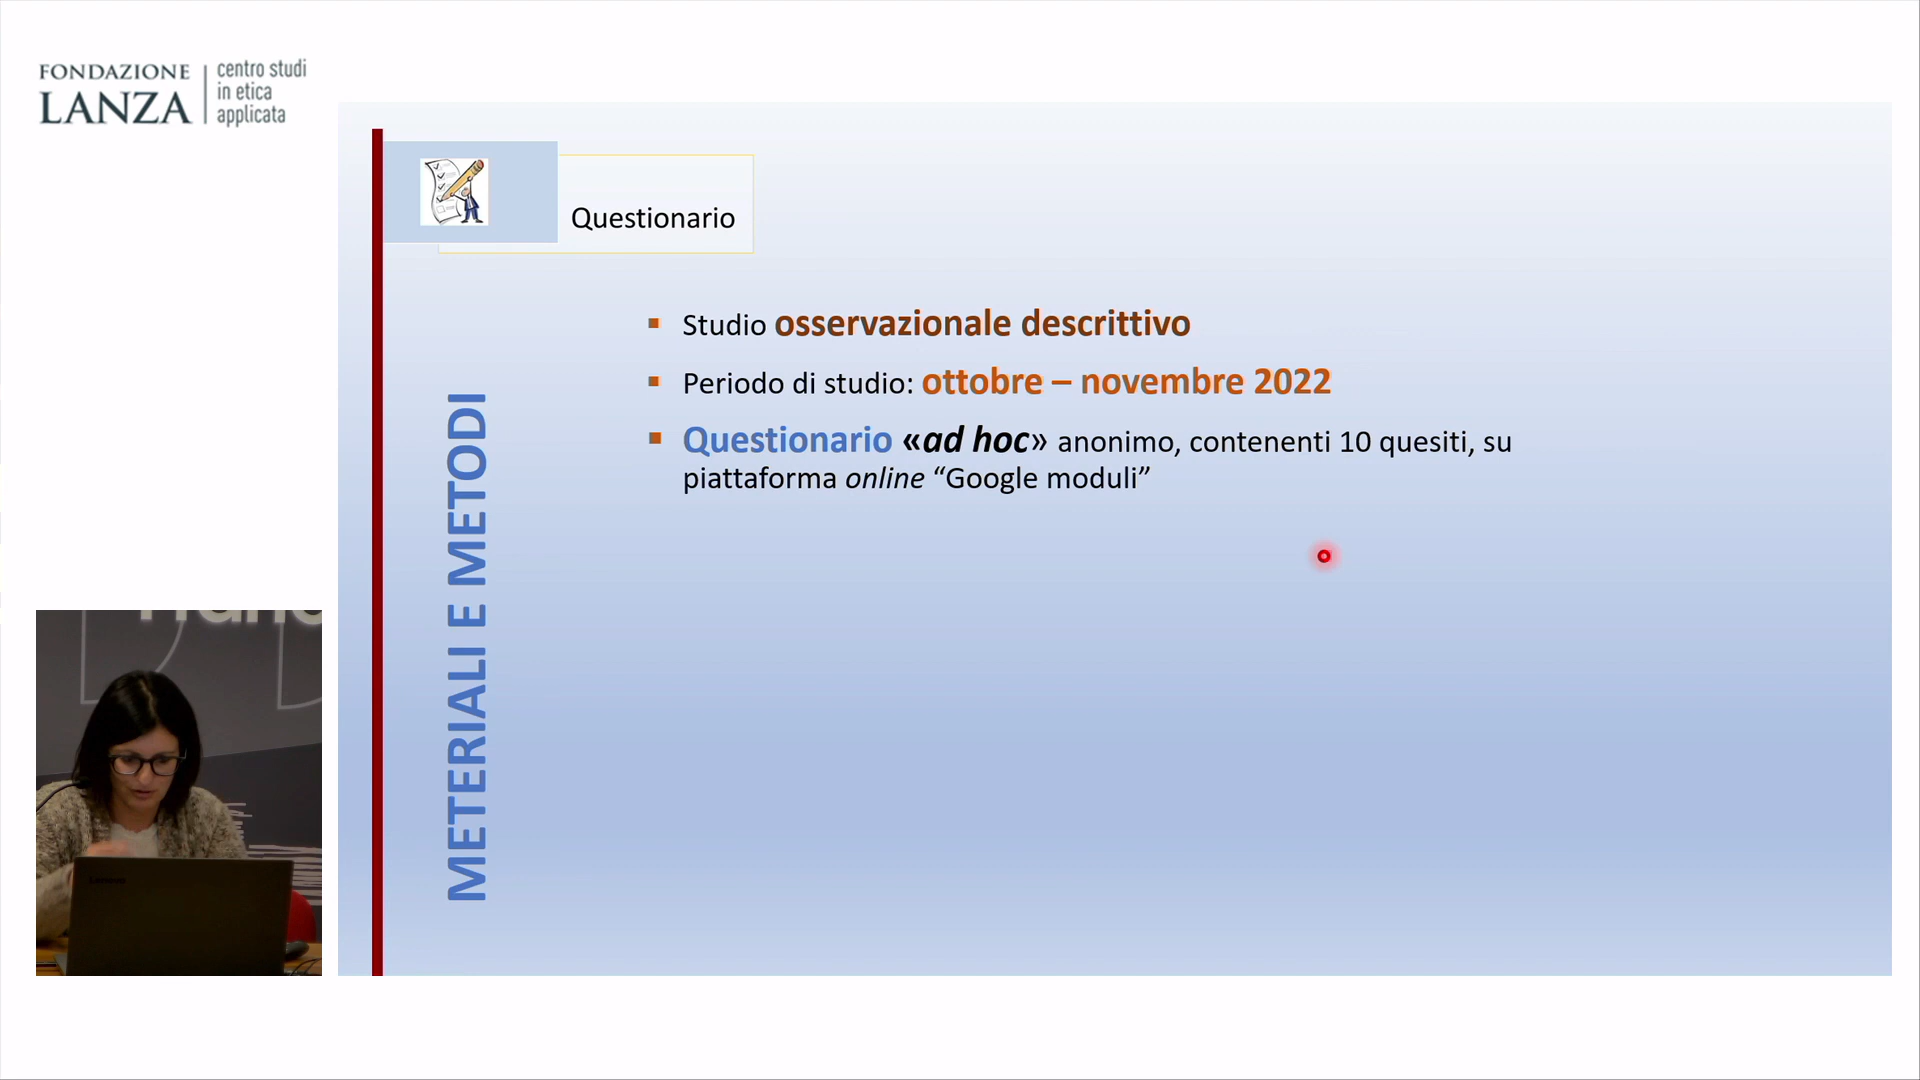 FONDAZIONE
LANZA
centro studi
in etica
applicata
Questionario
Studio osservazionale descrittivo
Periodo di studio: ottobre – novembre 2022
Questionario «ad hoc» anonimo, contenenti 10 quesiti, su
piattaforma online “Google moduli”
METERIALI E METODI
Lenovo